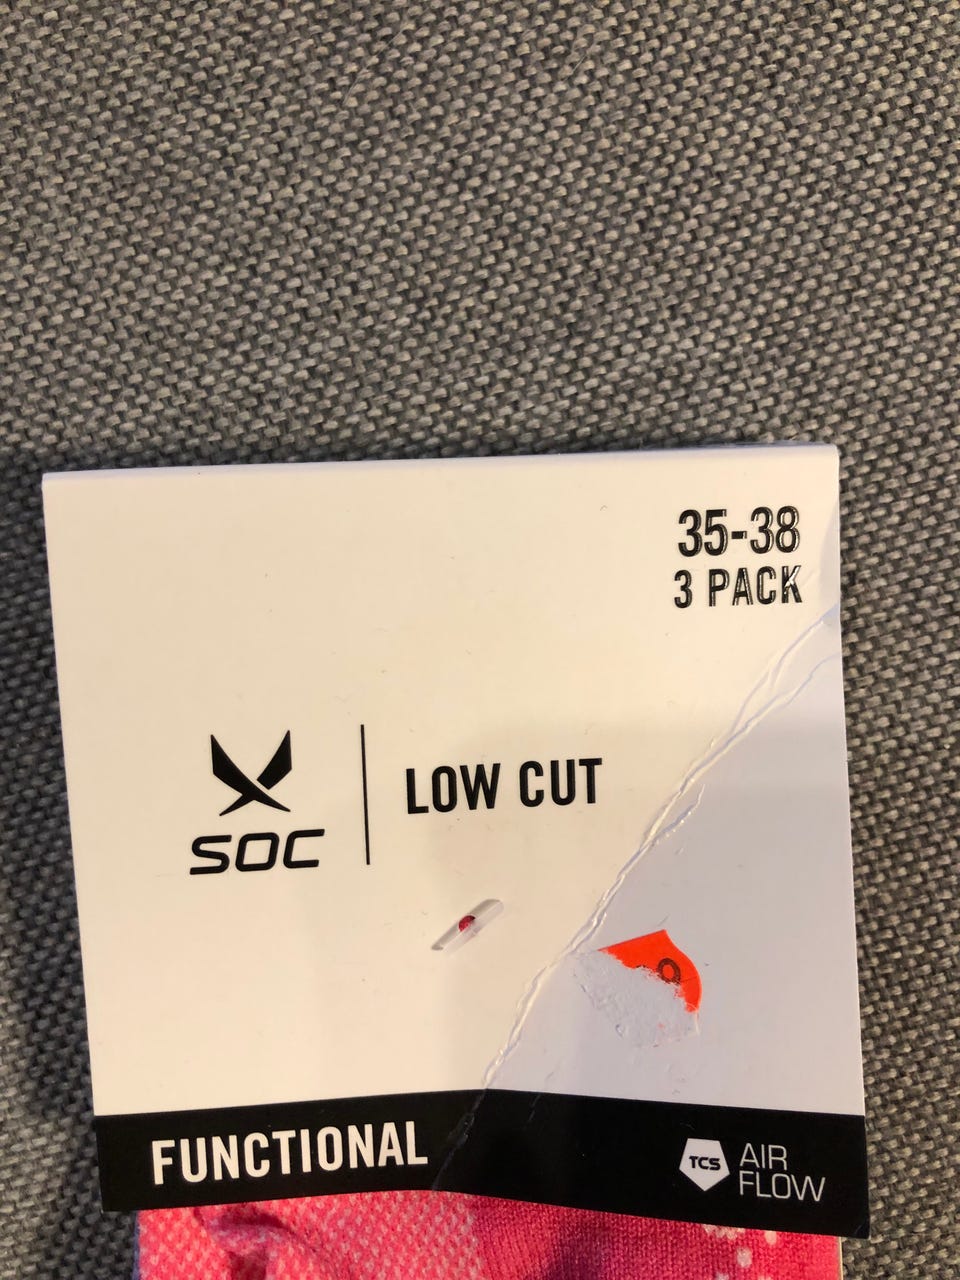 35-38
3 PACK
SOC
LOW CUT
FUNCTIONAL
TCS
AIR
FLOW